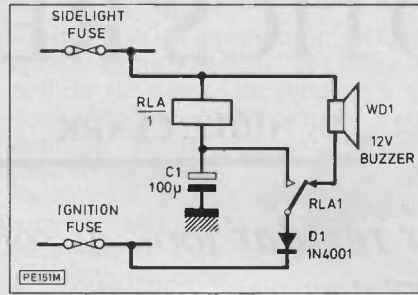 SIDELIGHT
FUSE
RLA
1
WD1
12V
BUZZER
C1
100µ
RLA1
IGNITION
FUSE
D1
1N4001
PE151M